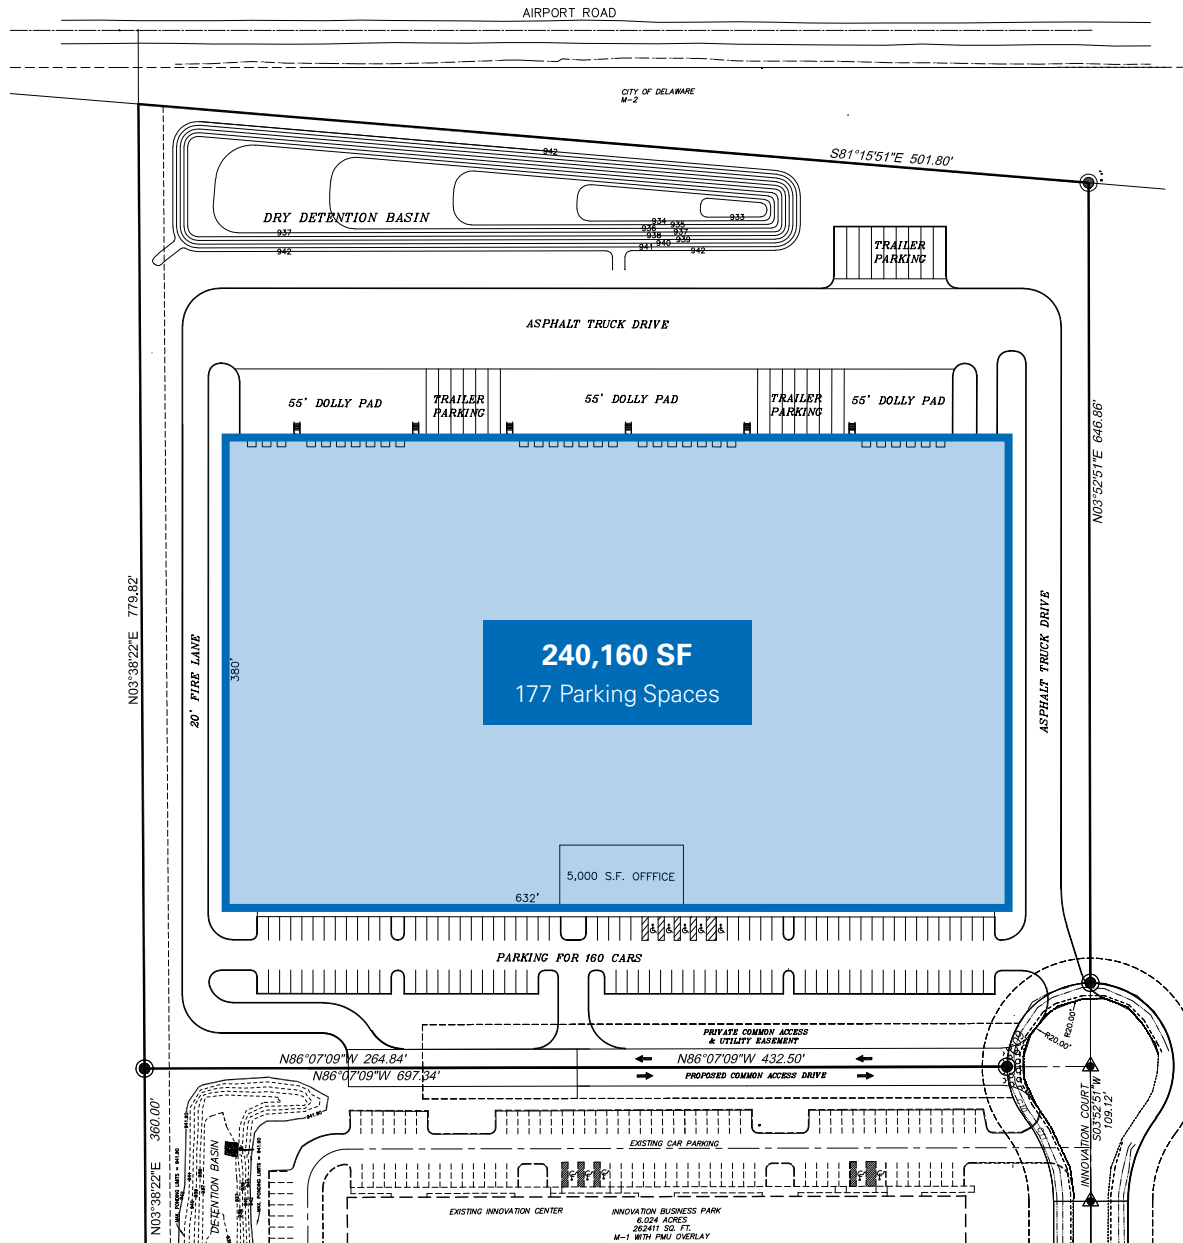 AIRPORT ROAD
CITY OF DELAWARE
M-2
S81°15'51"E 501.80'
942
DRY DETENTION BASIN
937
942
934
935
933
936
937
938
939
940
941
942
TRAILER
PARKING
ASPHALT TRUCK DRIVE
55' DOLLY PAD
TRAILER
PARKING
55' DOLLY PAD
TRAILER
PARKING
55' DOLLY PAD
N03°52'51"E 646.86'
N03°38'22"E 779.82'
20' FIRE LANE
380'
240,160 SF
177 Parking Spaces
ASPHALT TRUCK DRIVE
5,000 S.F. OFFFICE
632'
PARKING FOR 160 CARS
PRIVATE COMMON ACCESS
& UTILITY EASEMENT
R20.00'
R20.00'
N86°07'09"W 264.84'
N86°07'09"W 432.50'
N86°07'09"W 697.34'
PROPOSED COMMON ACCESS DRIVE
INNOVATION COURT
S03°52'51"W
109.12'
N03°38'22"E 360.00'
DETENTION BASIN
EXISTING CAR PARKING
EXISTING INNOVATION CENTER
INNOVATION BUSINESS PARK
6.024 ACRES
262411 SQ. FT.
M-1 WITH PMU OVERLAY